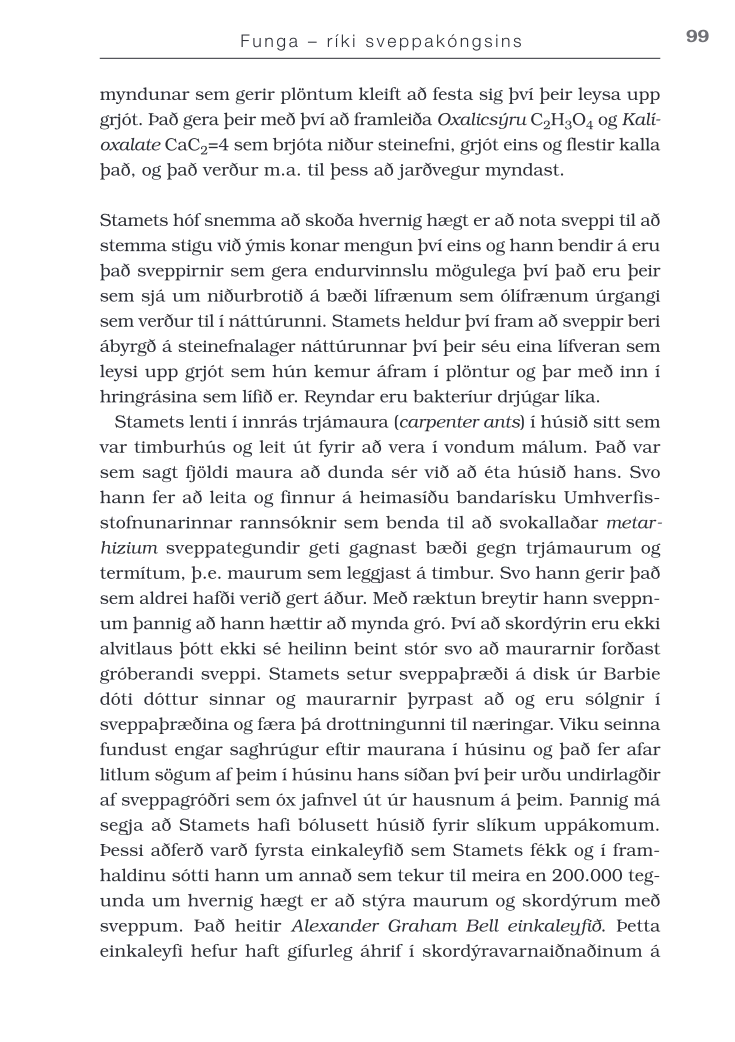 Funga – ríki sveppakóngsins
99
myndunar sem gerir plöntum kleift að festa sig því þeir leysa upp
grjót. Það gera þeir með því að framleiða Oxalicsýru C₂H₃O₄ og Kalí-
oxalate CaC₂=4 sem brjóta niður steinefni, grjót eins og flestir kalla
það, og það verður m.a. til þess að jarðvegur myndast.
Stamets hóf snemma að skoða hvernig hægt er að nota sveppi til að
stemma stigu við ýmis konar mengun því eins og hann bendir á eru
það sveppirnir sem gera endurvinnslu mögulega því það eru þeir
sem sjá um niðurbrotið á bæði lífrænum sem ólífrænum úrgangi
sem verður til í náttúrunni. Stamets heldur því fram að sveppir beri
ábyrgð á steinefnalager náttúrunnar því þeir séu eina lífveran sem
leysi upp grjót sem hún kemur áfram í plöntur og þar með inn í
hringrásina sem lífið er. Reyndar eru bakteríur drjúgar líka.
Stamets lenti í innrás trjámaura (carpenter ants) í húsið sitt sem
var timburhús og leit út fyrir að vera í vondum málum. Það var
sem sagt fjöldi maura að dunda sér við að éta húsið hans. Svo
hann fer að leita og finnur á heimasíðu bandarísku Umhverfis-
stofnunarinnar rannsóknir sem benda til að svokallaðar metar-
hizium sveppategundir geti gagnast bæði gegn trjámaurum og
termítum, þ.e. maurum sem leggjast á timbur. Svo hann gerir það
sem aldrei hafði verið gert áður. Með ræktun breytir hann sveppn-
um þannig að hann hættir að mynda gró. Því að skordýrin eru ekki
alvitlaus þótt ekki sé heilinn beint stór svo að maurarnir forðast
gróberandi sveppi. Stamets setur sveppaþræði á disk úr Barbie
dóti dóttur sinnar og maurarnir þyrpast að og eru sólgnir í
sveppaþræðina og færa þá drottningunni til næringar. Viku seinna
fundust engar saghrúgur eftir maurana í húsinu og það fer afar
litlum sögum af þeim í húsinu hans síðan því þeir urðu undirlagðir
af sveppagróðri sem óx jafnvel út úr hausnum á þeim. Þannig má
segja að Stamets hafi bólusett húsið fyrir slíkum uppákomum.
Þessi aðferð varð fyrsta einkaleyfið sem Stamets fékk og í fram-
haldinu sótti hann um annað sem tekur til meira en 200.000 teg-
unda um hvernig hægt er að stýra maurum og skordýrum með
sveppum. Það heitir Alexander Graham Bell einkaleyfið. Þetta
einkaleyfi hefur haft gífurleg áhrif í skordýravarnaiðnaðinum á